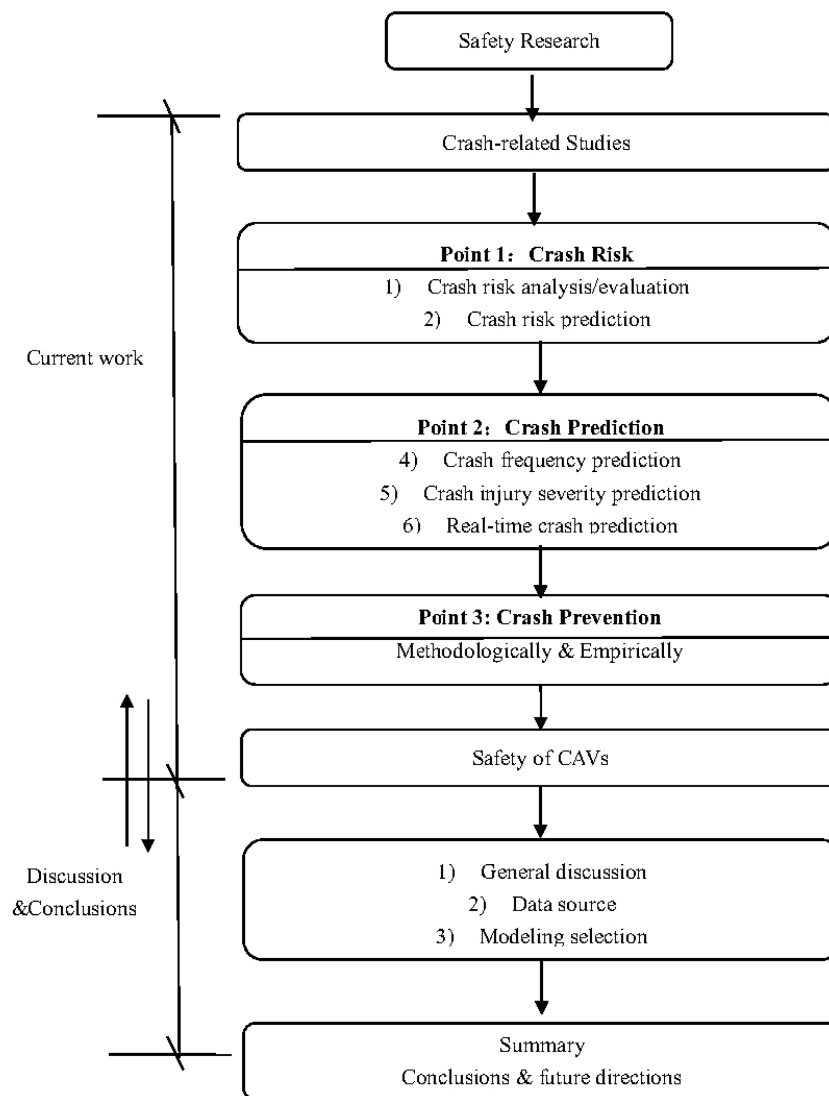 Safety Research
Crash-related Studies
Point 1：Crash Risk
1) Crash risk analysis/evaluation
2) Crash risk prediction
Current work
Point 2：Crash Prediction
4) Crash frequency prediction
5) Crash injury severity prediction
6) Real-time crash prediction
Point 3: Crash Prevention
Methodologically & Empirically
Safety of CAVs
Discussion
&Conclusions
1) General discussion
2) Data source
3) Modeling selection
Summary
Conclusions & future directions